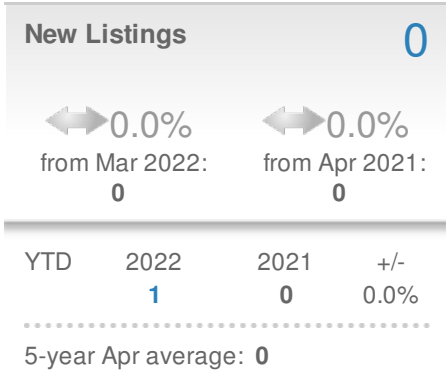 New Listings 0
0.0% 0.0%
from Mar 2022: from Apr 2021:
0 0
YTD 2022 2021 +/-
1 0 0.0%
5-year Apr average: 0